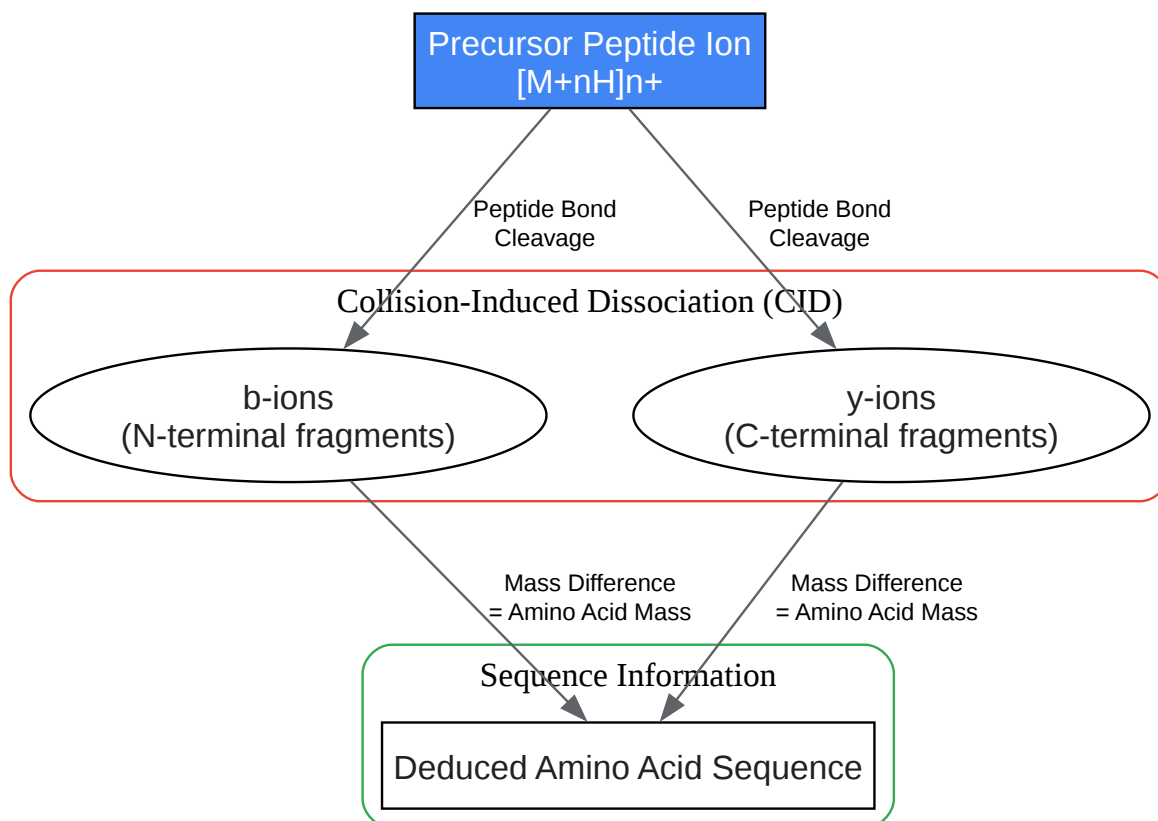 Precursor Peptide Ion
[M+nH]n+
Peptide Bond
Cleavage
Peptide Bond
Cleavage
Collision-Induced Dissociation (CID)
b-ions
(N-terminal fragments)
y-ions
(C-terminal fragments)
Mass Difference
= Amino Acid Mass
Mass Difference
= Amino Acid Mass
Sequence Information
Deduced Amino Acid Sequence